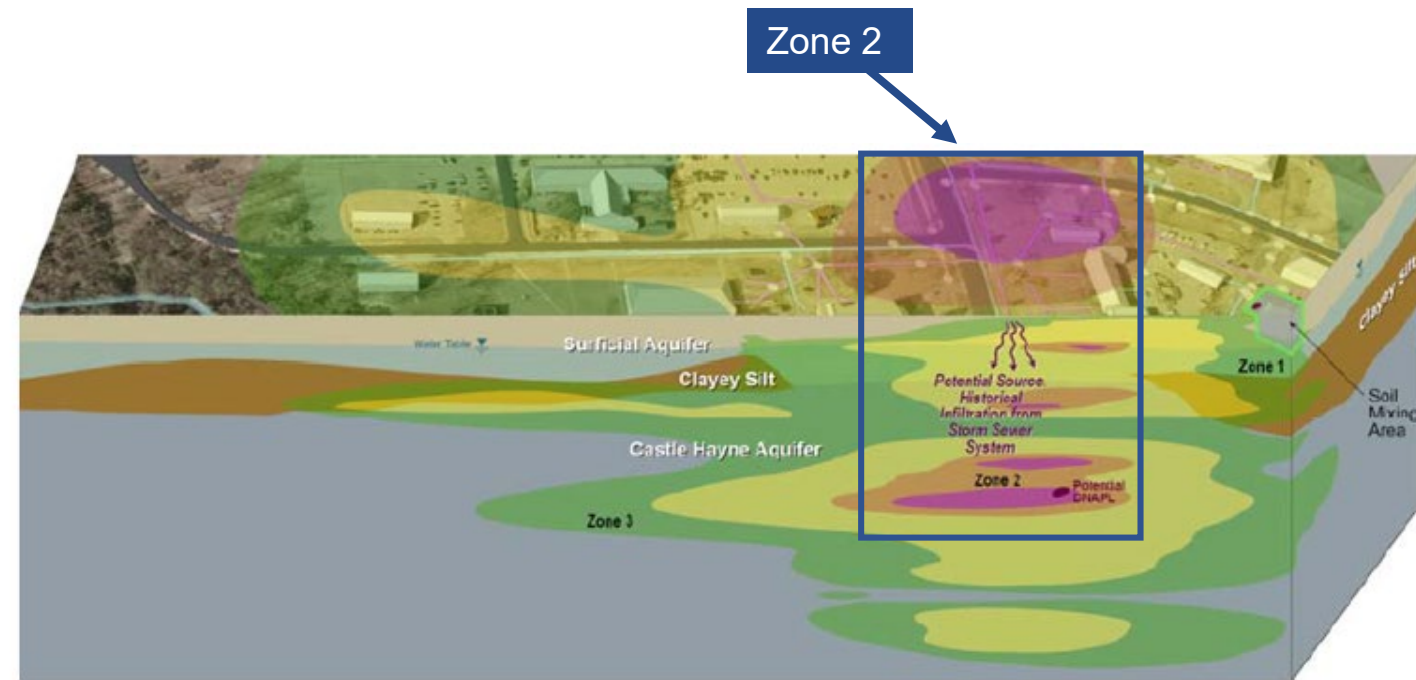 Zone 2
Surficial Aquifer
Water Table
Clayey Silt
Clayey Silt
Zone 1
Potential Source.
Historical
Infiltration from
Storm Sewer
System
Soil
Mixing
Area
Castle Hayne Aquifer
Zone 2
Potential
DNAPL
Zone 3